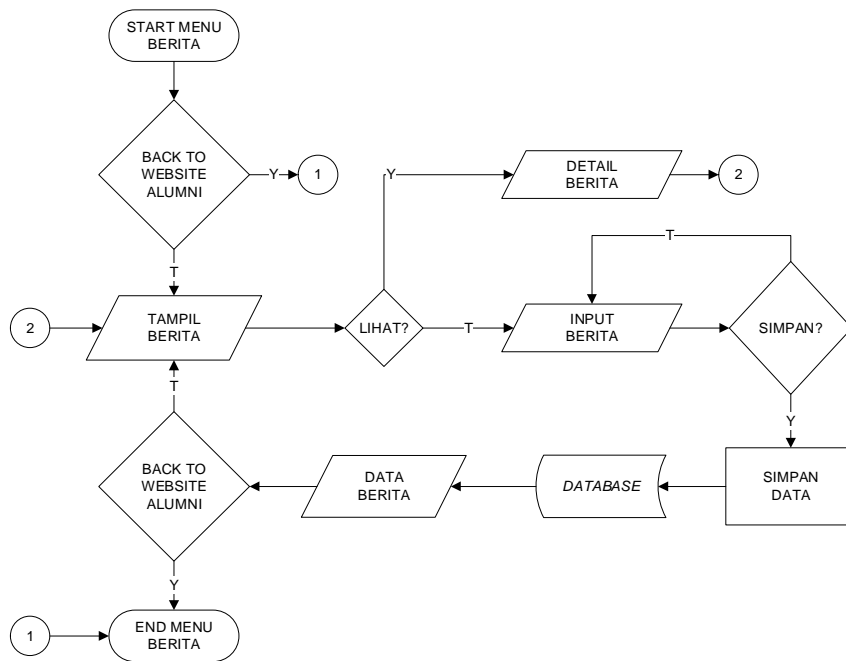 START MENU
BERITA
BACK TO
WEBSITE
ALUMNI
Y
1
T
2
TAMPIL
BERITA
LIHAT?
Y
DETAIL
BERITA
2
T
INPUT
BERITA
T
SIMPAN?
Y
SIMPAN
DATA
DATABASE
DATA
BERITA
T
BACK TO
WEBSITE
ALUMNI
Y
1
END MENU
BERITA